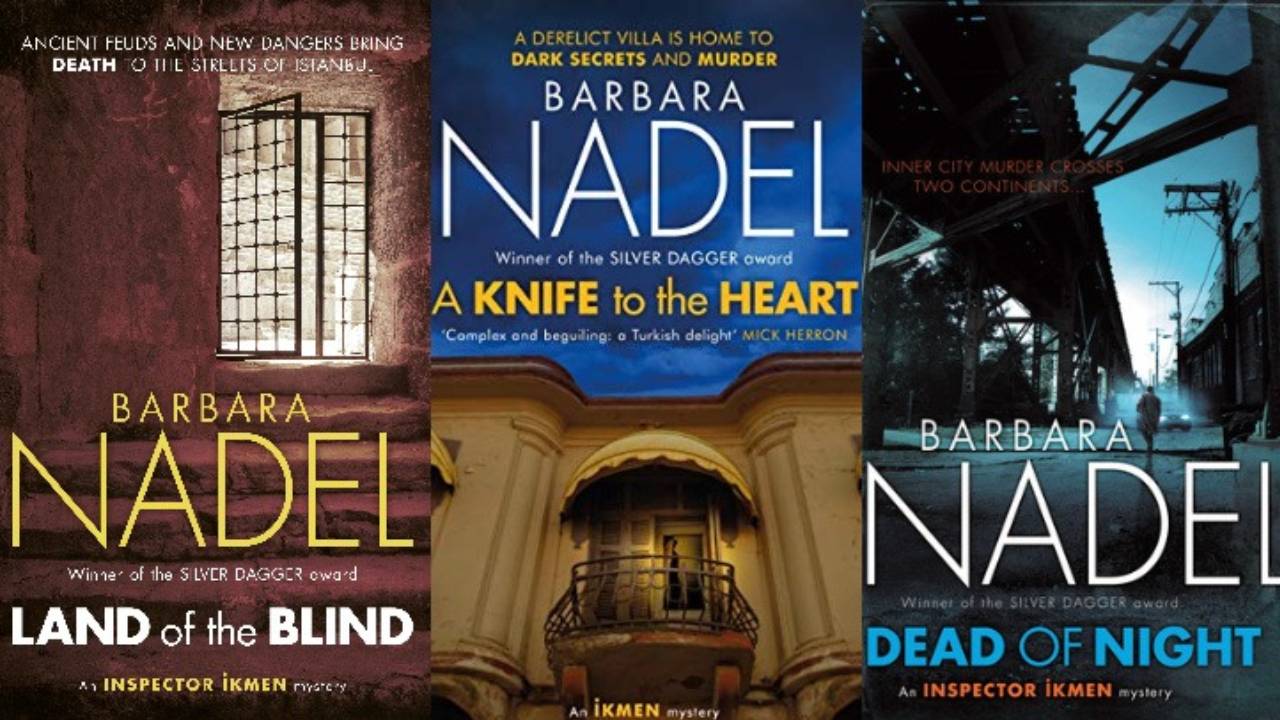 ANCIENT FEUDS AND NEW DANGERS BRING
DEATH TO THE STREETS OF ISTANBUL
BARBARA
NADEL
Winner of the SILVER DAGGER award
LAND of the BLIND
An INSPECTOR İKMEN mystery
A DERELICT VILLA IS HOME TO
DARK SECRETS AND MURDER
BARBARA
NADEL
Winner of the SILVER DAGGER award
A KNIFE to the HEART
‘Complex and beguiling: a Turkish delight’ MICK HERRON
An İKMEN mystery
INNER CITY MURDER CROSSES
TWO CONTINENTS...
BARBARA
NADEL
Winner of the SILVER DAGGER award
DEAD OF NIGHT
An INSPECTOR İKMEN mystery